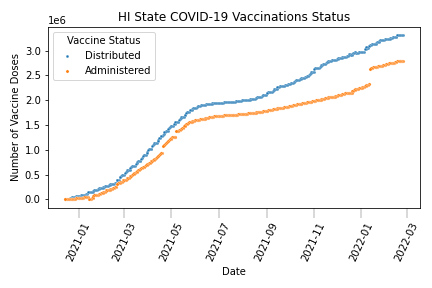 HI State COVID-19 Vaccinations Status
1e6
Vaccine Status
Distributed
Administered
Number of Vaccine Doses
3.0
2.5
2.0
1.5
1.0
0.5
0.0
2021-01
2021-03
2021-05
2021-07
2021-09
2021-11
2022-01
2022-03
Date